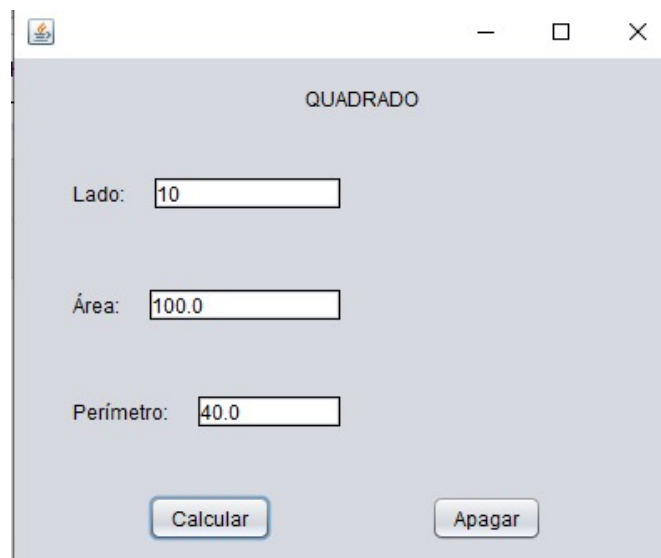 QUADRADO
Lado: 10
Área: 100.0
Perímetro: 40.0
Calcular Apagar